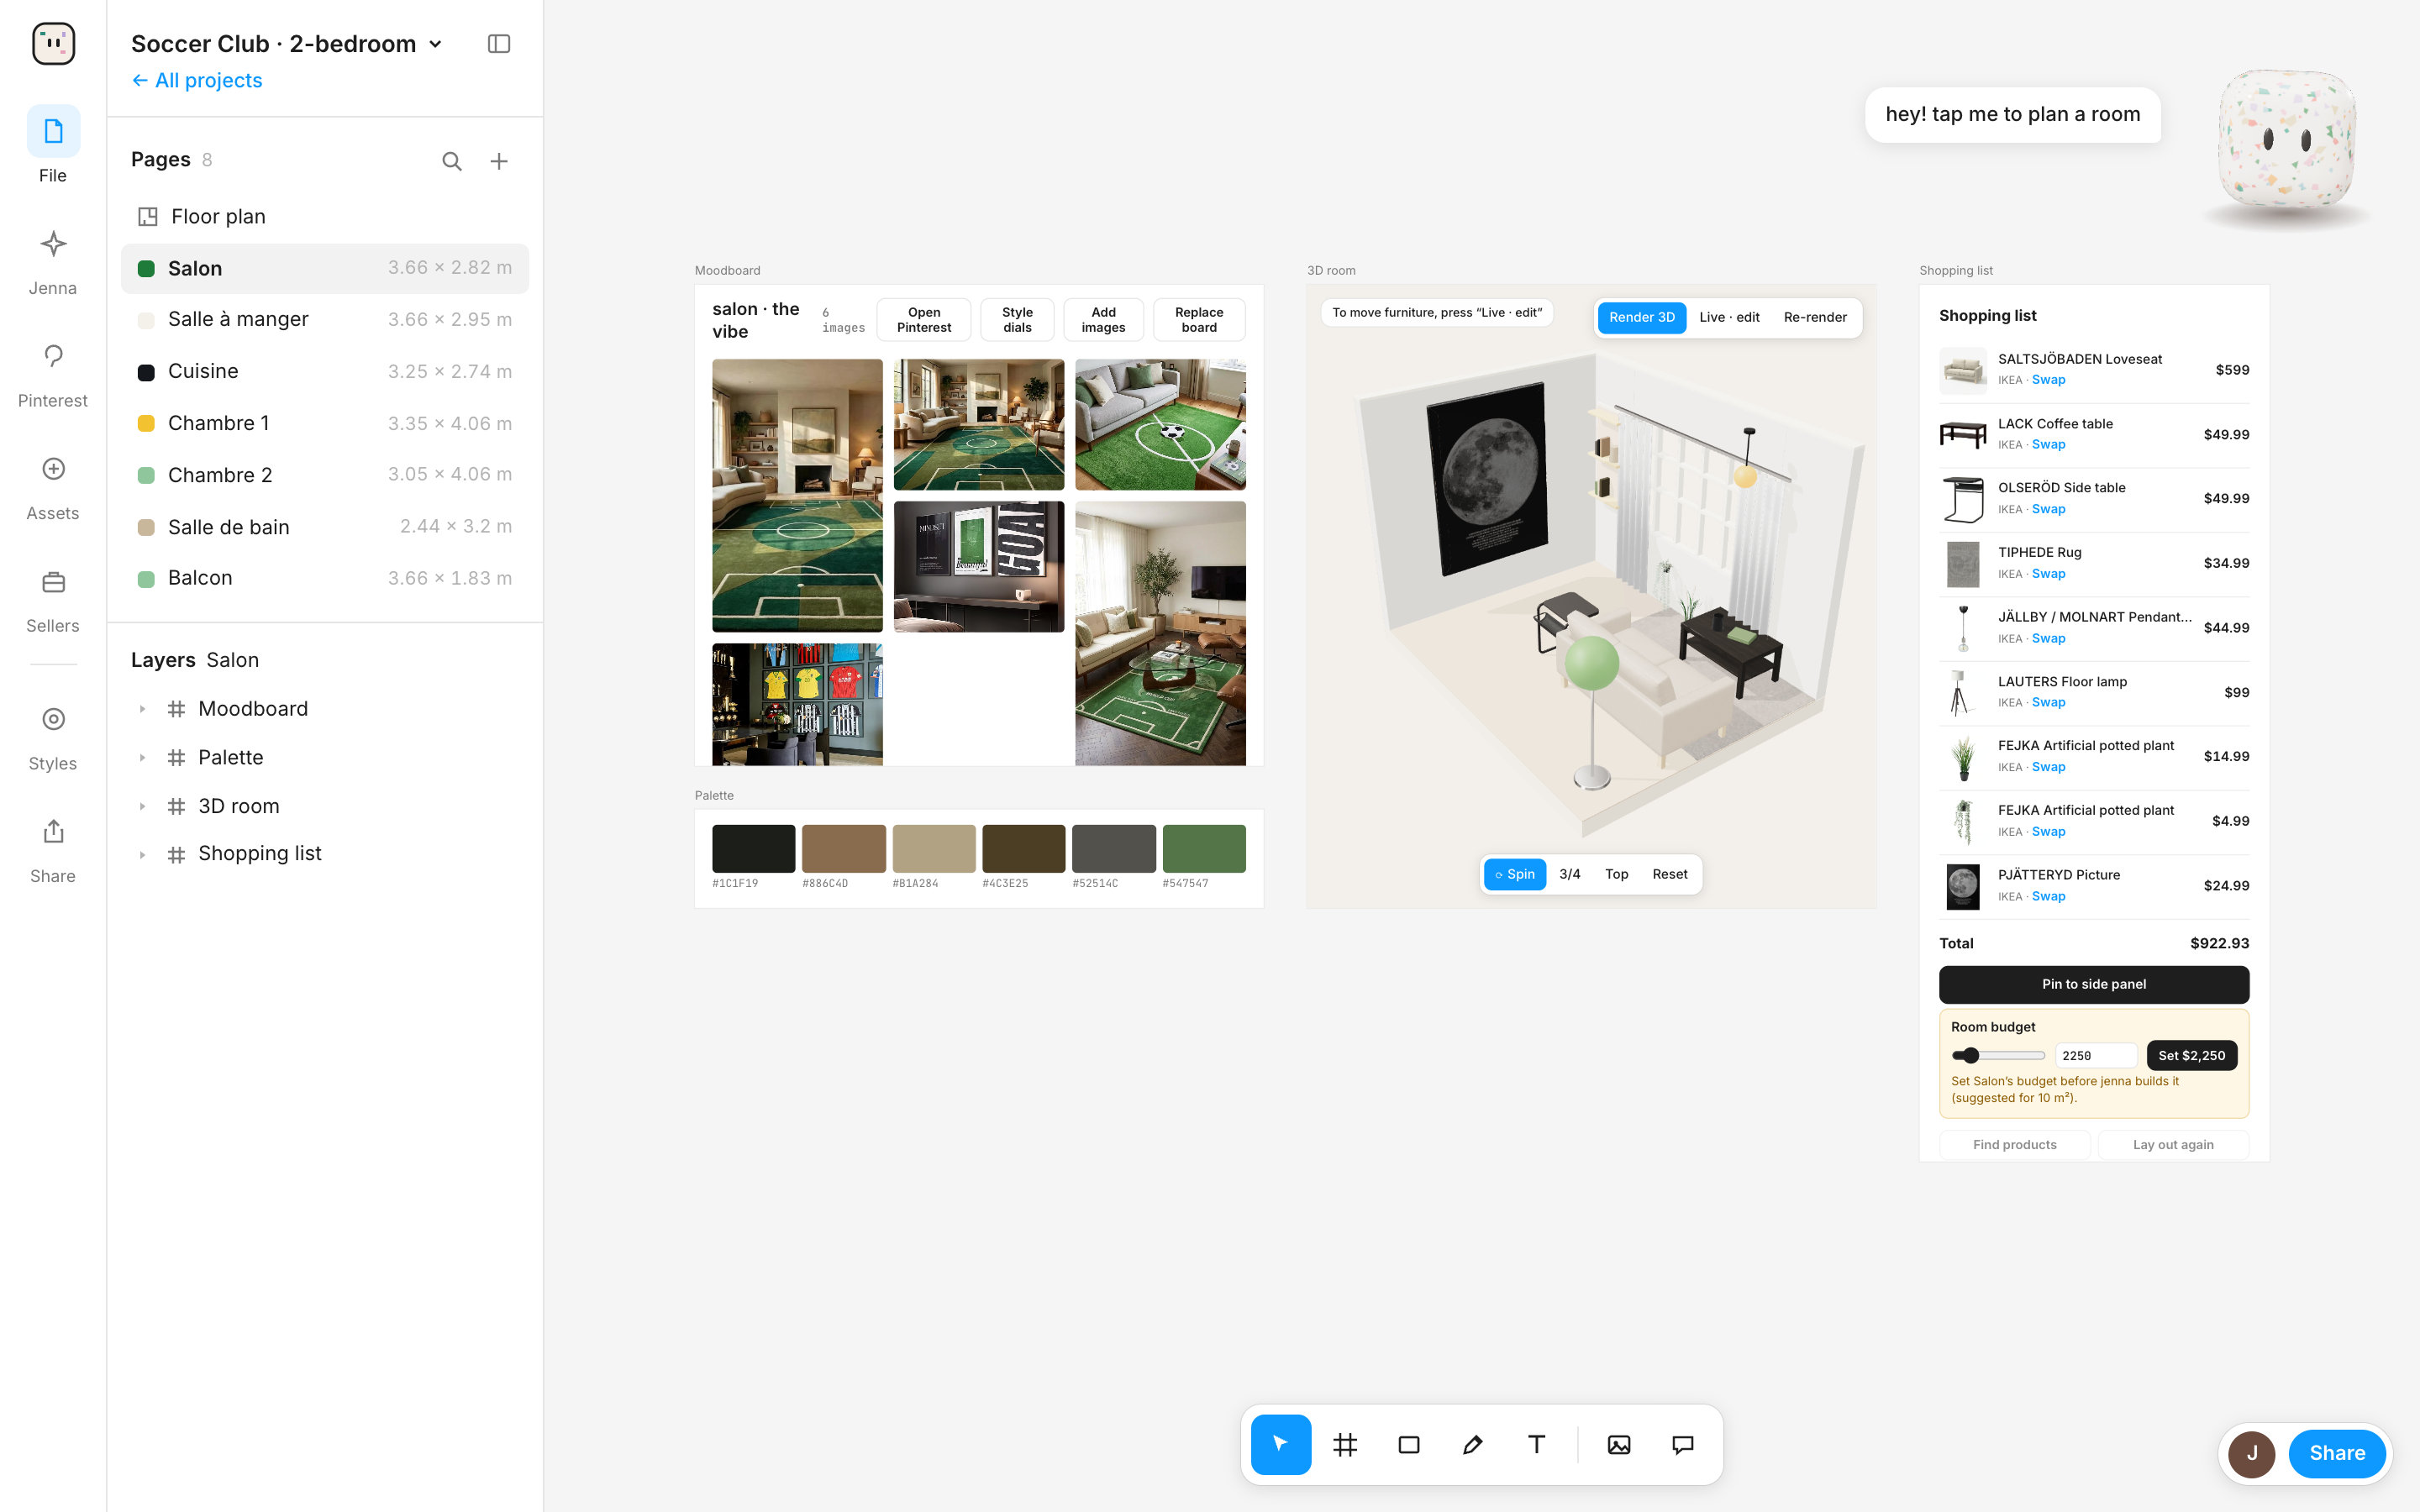 Soccer Club · 2-bedroom
← All projects
File
Jenna
Pinterest
Assets
Sellers
Styles
Share
Pages 8
Floor plan
Salon 3.66 × 2.82 m
Salle à manger 3.66 × 2.95 m
Cuisine 3.25 × 2.74 m
Chambre 1 3.35 × 4.06 m
Chambre 2 3.05 × 4.06 m
Salle de bain 2.44 × 3.2 m
Balcon 3.66 × 1.83 m
Layers Salon
Moodboard
Palette
3D room
Shopping list
hey! tap me to plan a room
Moodboard
salon · the
vibe
6
images
Open
Pinterest
Style
dials
Add
images
Replace
board
MINDSET
Beautiful
GOAL
Palette
#1C1F19
#886C4D
#B1A284
#4C3E25
#52514C
#547547
3D room
To move furniture, press “Live · edit”
Render 3D
Live · edit
Re-render
Spin
3/4
Top
Reset
Shopping list
Shopping list
SALTSJÖBADEN Loveseat
IKEA · Swap
$599
LACK Coffee table
IKEA · Swap
$49.99
OLSERÖD Side table
IKEA · Swap
$49.99
TIPHEDE Rug
IKEA · Swap
$34.99
JÄLLBY / MOLNART Pendant...
IKEA · Swap
$44.99
LAUTERS Floor lamp
IKEA · Swap
$99
FEJKA Artificial potted plant
IKEA · Swap
$14.99
FEJKA Artificial potted plant
IKEA · Swap
$4.99
PJÄTTERYD Picture
IKEA · Swap
$24.99
Total $922.93
Pin to side panel
Room budget
2250
Set $2,250
Set Salon’s budget before jenna builds it
(suggested for 10 m²).
Find products
Lay out again
T
J
Share